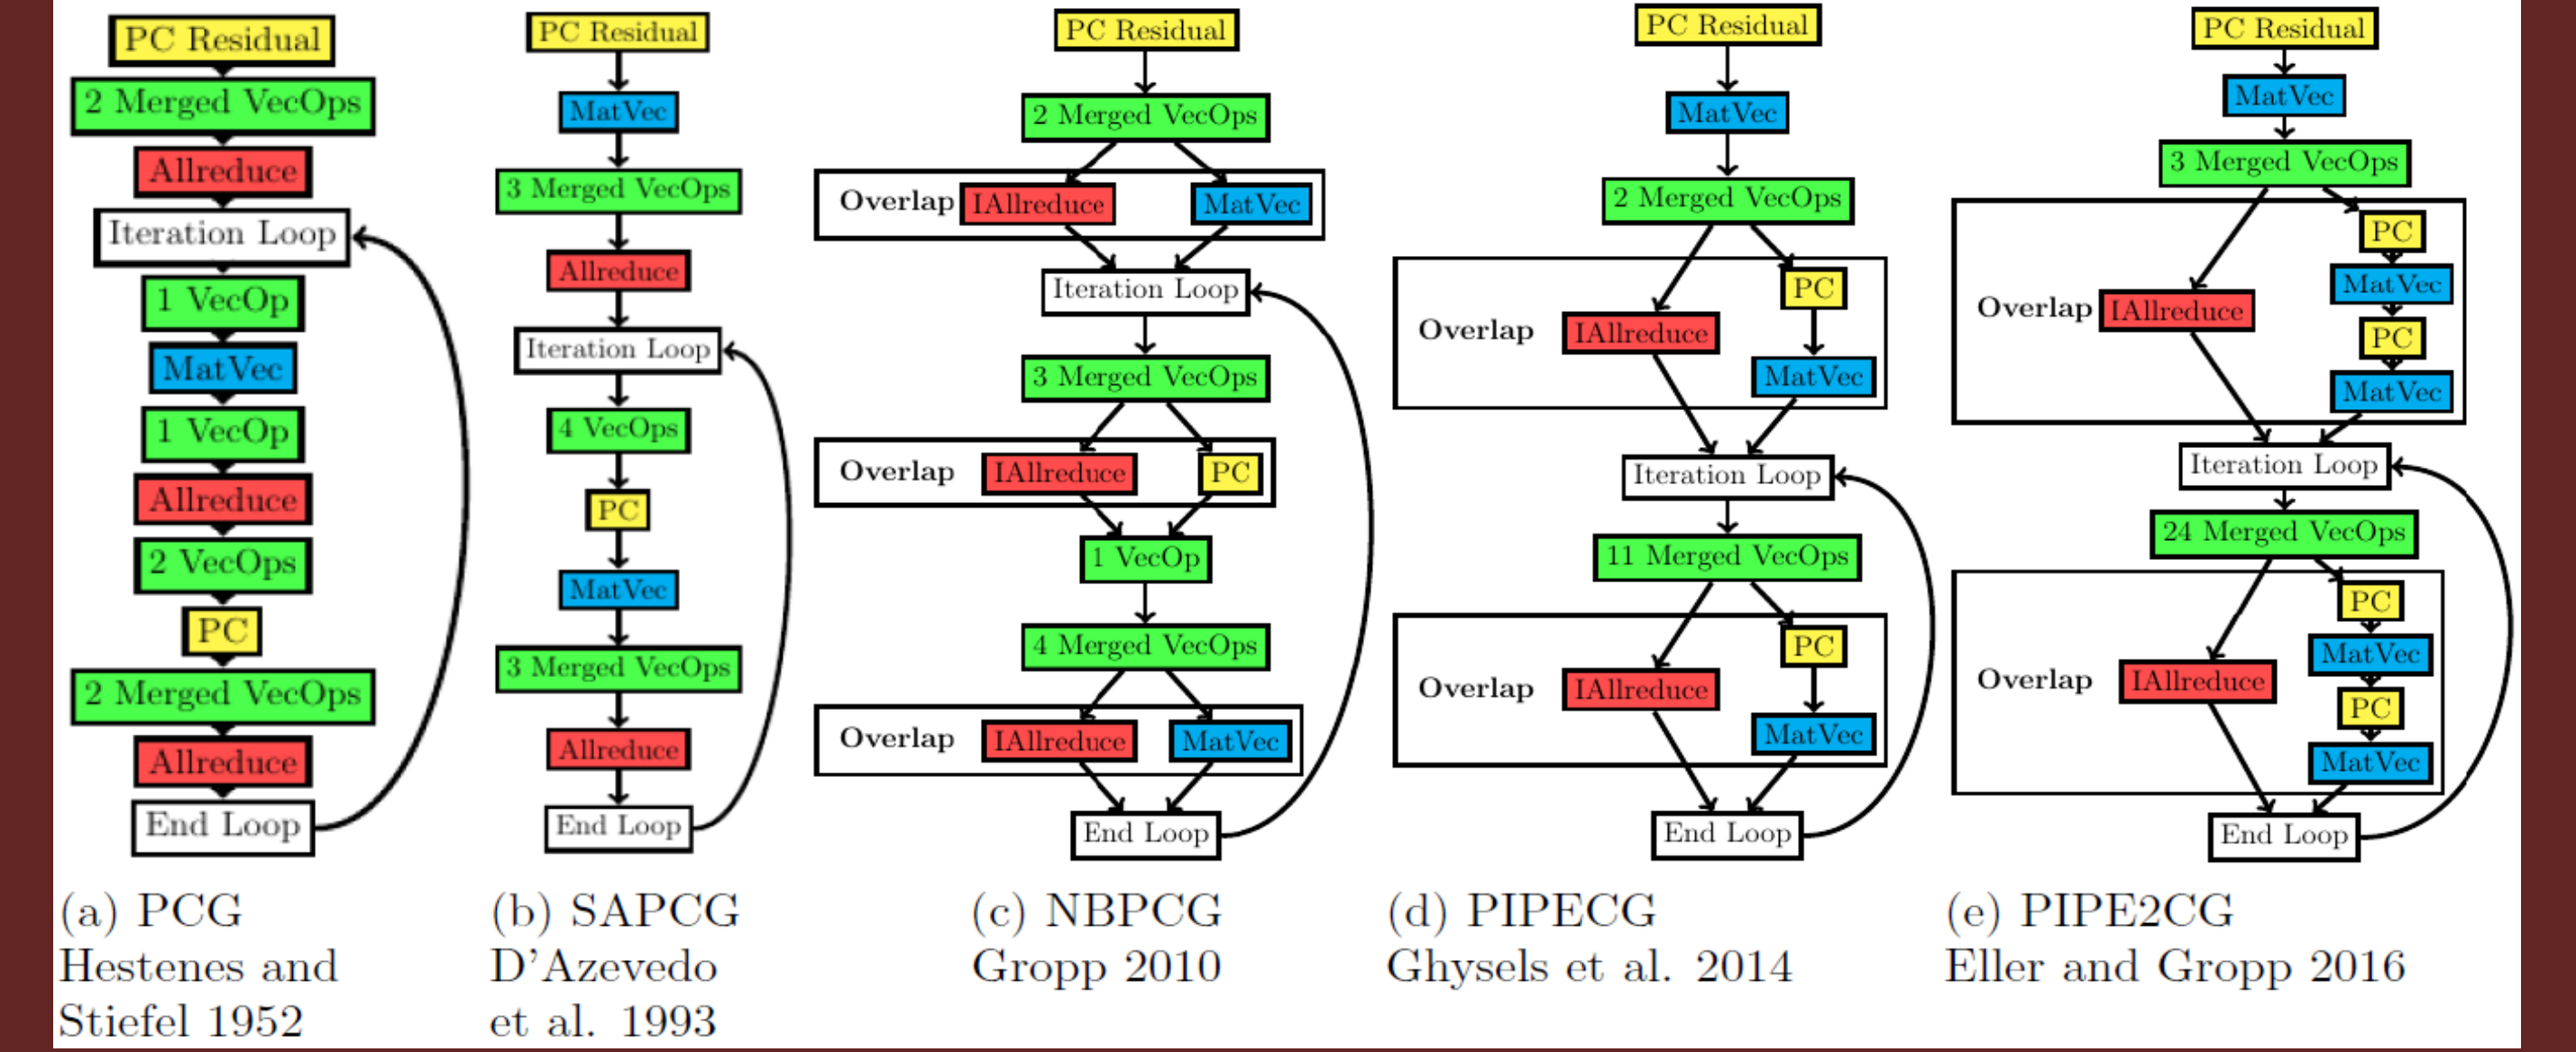 PC Residual
2 Merged VecOps
Allreduce
Iteration Loop
1 VecOp
MatVec
1 VecOp
Allreduce
2 VecOps
PC
2 Merged VecOps
Allreduce
End Loop
(a) PCG
Hestenes and
Stiefel 1952
PC Residual
MatVec
3 Merged VecOps
Allreduce
Iteration Loop
4 VecOps
PC
MatVec
3 Merged VecOps
Allreduce
End Loop
(b) SAPCG
D'Azevedo
et al. 1993
PC Residual
2 Merged VecOps
Overlap IAllreduce MatVec
Iteration Loop
3 Merged VecOps
Overlap IAllreduce PC
1 VecOp
4 Merged VecOps
Overlap IAllreduce MatVec
End Loop
(c) NBPCG
Gropp 2010
PC Residual
MatVec
2 Merged VecOps
PC
Overlap IAllreduce
MatVec
Iteration Loop
11 Merged VecOps
PC
Overlap IAllreduce
MatVec
End Loop
(d) PIPECG
Ghysels et al. 2014
PC Residual
MatVec
3 Merged VecOps
PC
MatVec
Overlap IAllreduce
PC
MatVec
Iteration Loop
24 Merged VecOps
PC
MatVec
Overlap IAllreduce
PC
MatVec
End Loop
(e) PIPE2CG
Eller and Gropp 2016